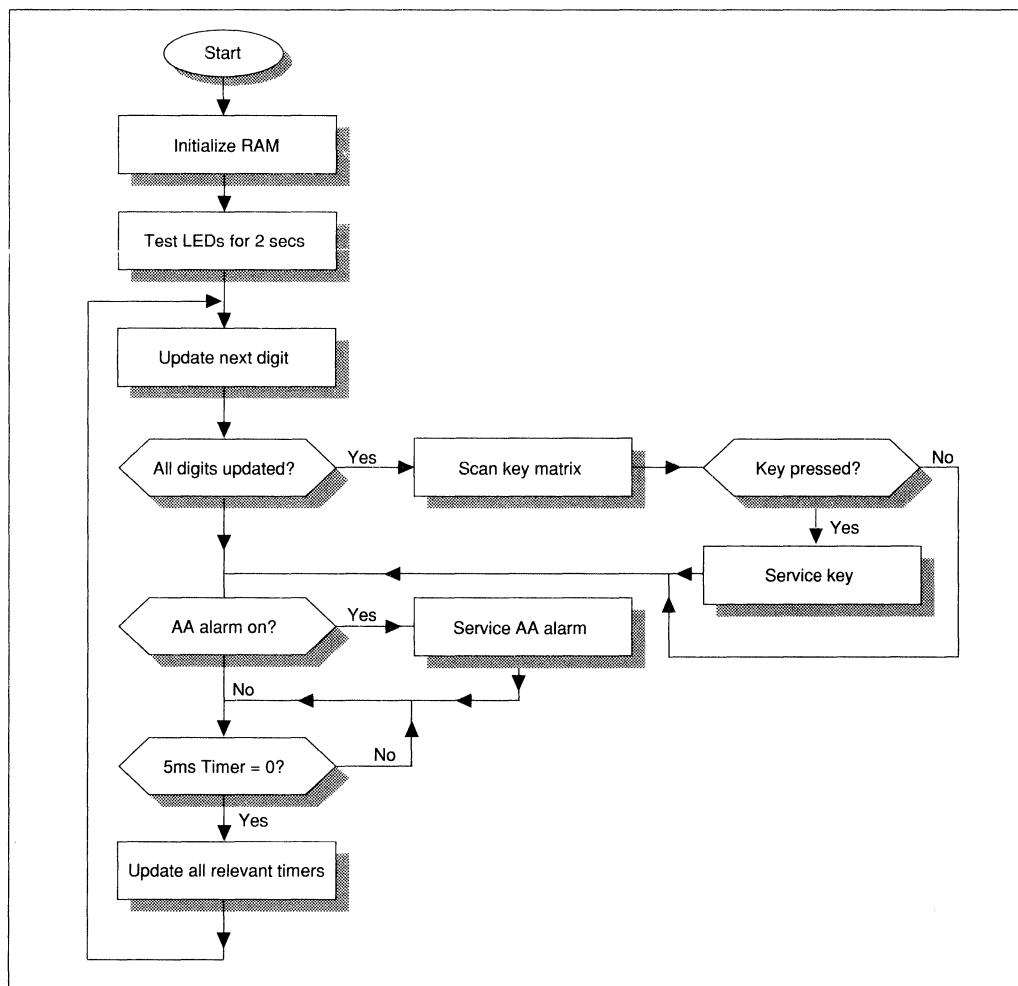 Start
Initialize RAM
Test LEDs for 2 secs
Update next digit
All digits updated?
Yes
Scan key matrix
Key pressed?
No
Yes
Service key
AA alarm on?
Yes
Service AA alarm
No
5ms Timer = 0?
No
Yes
Update all relevant timers